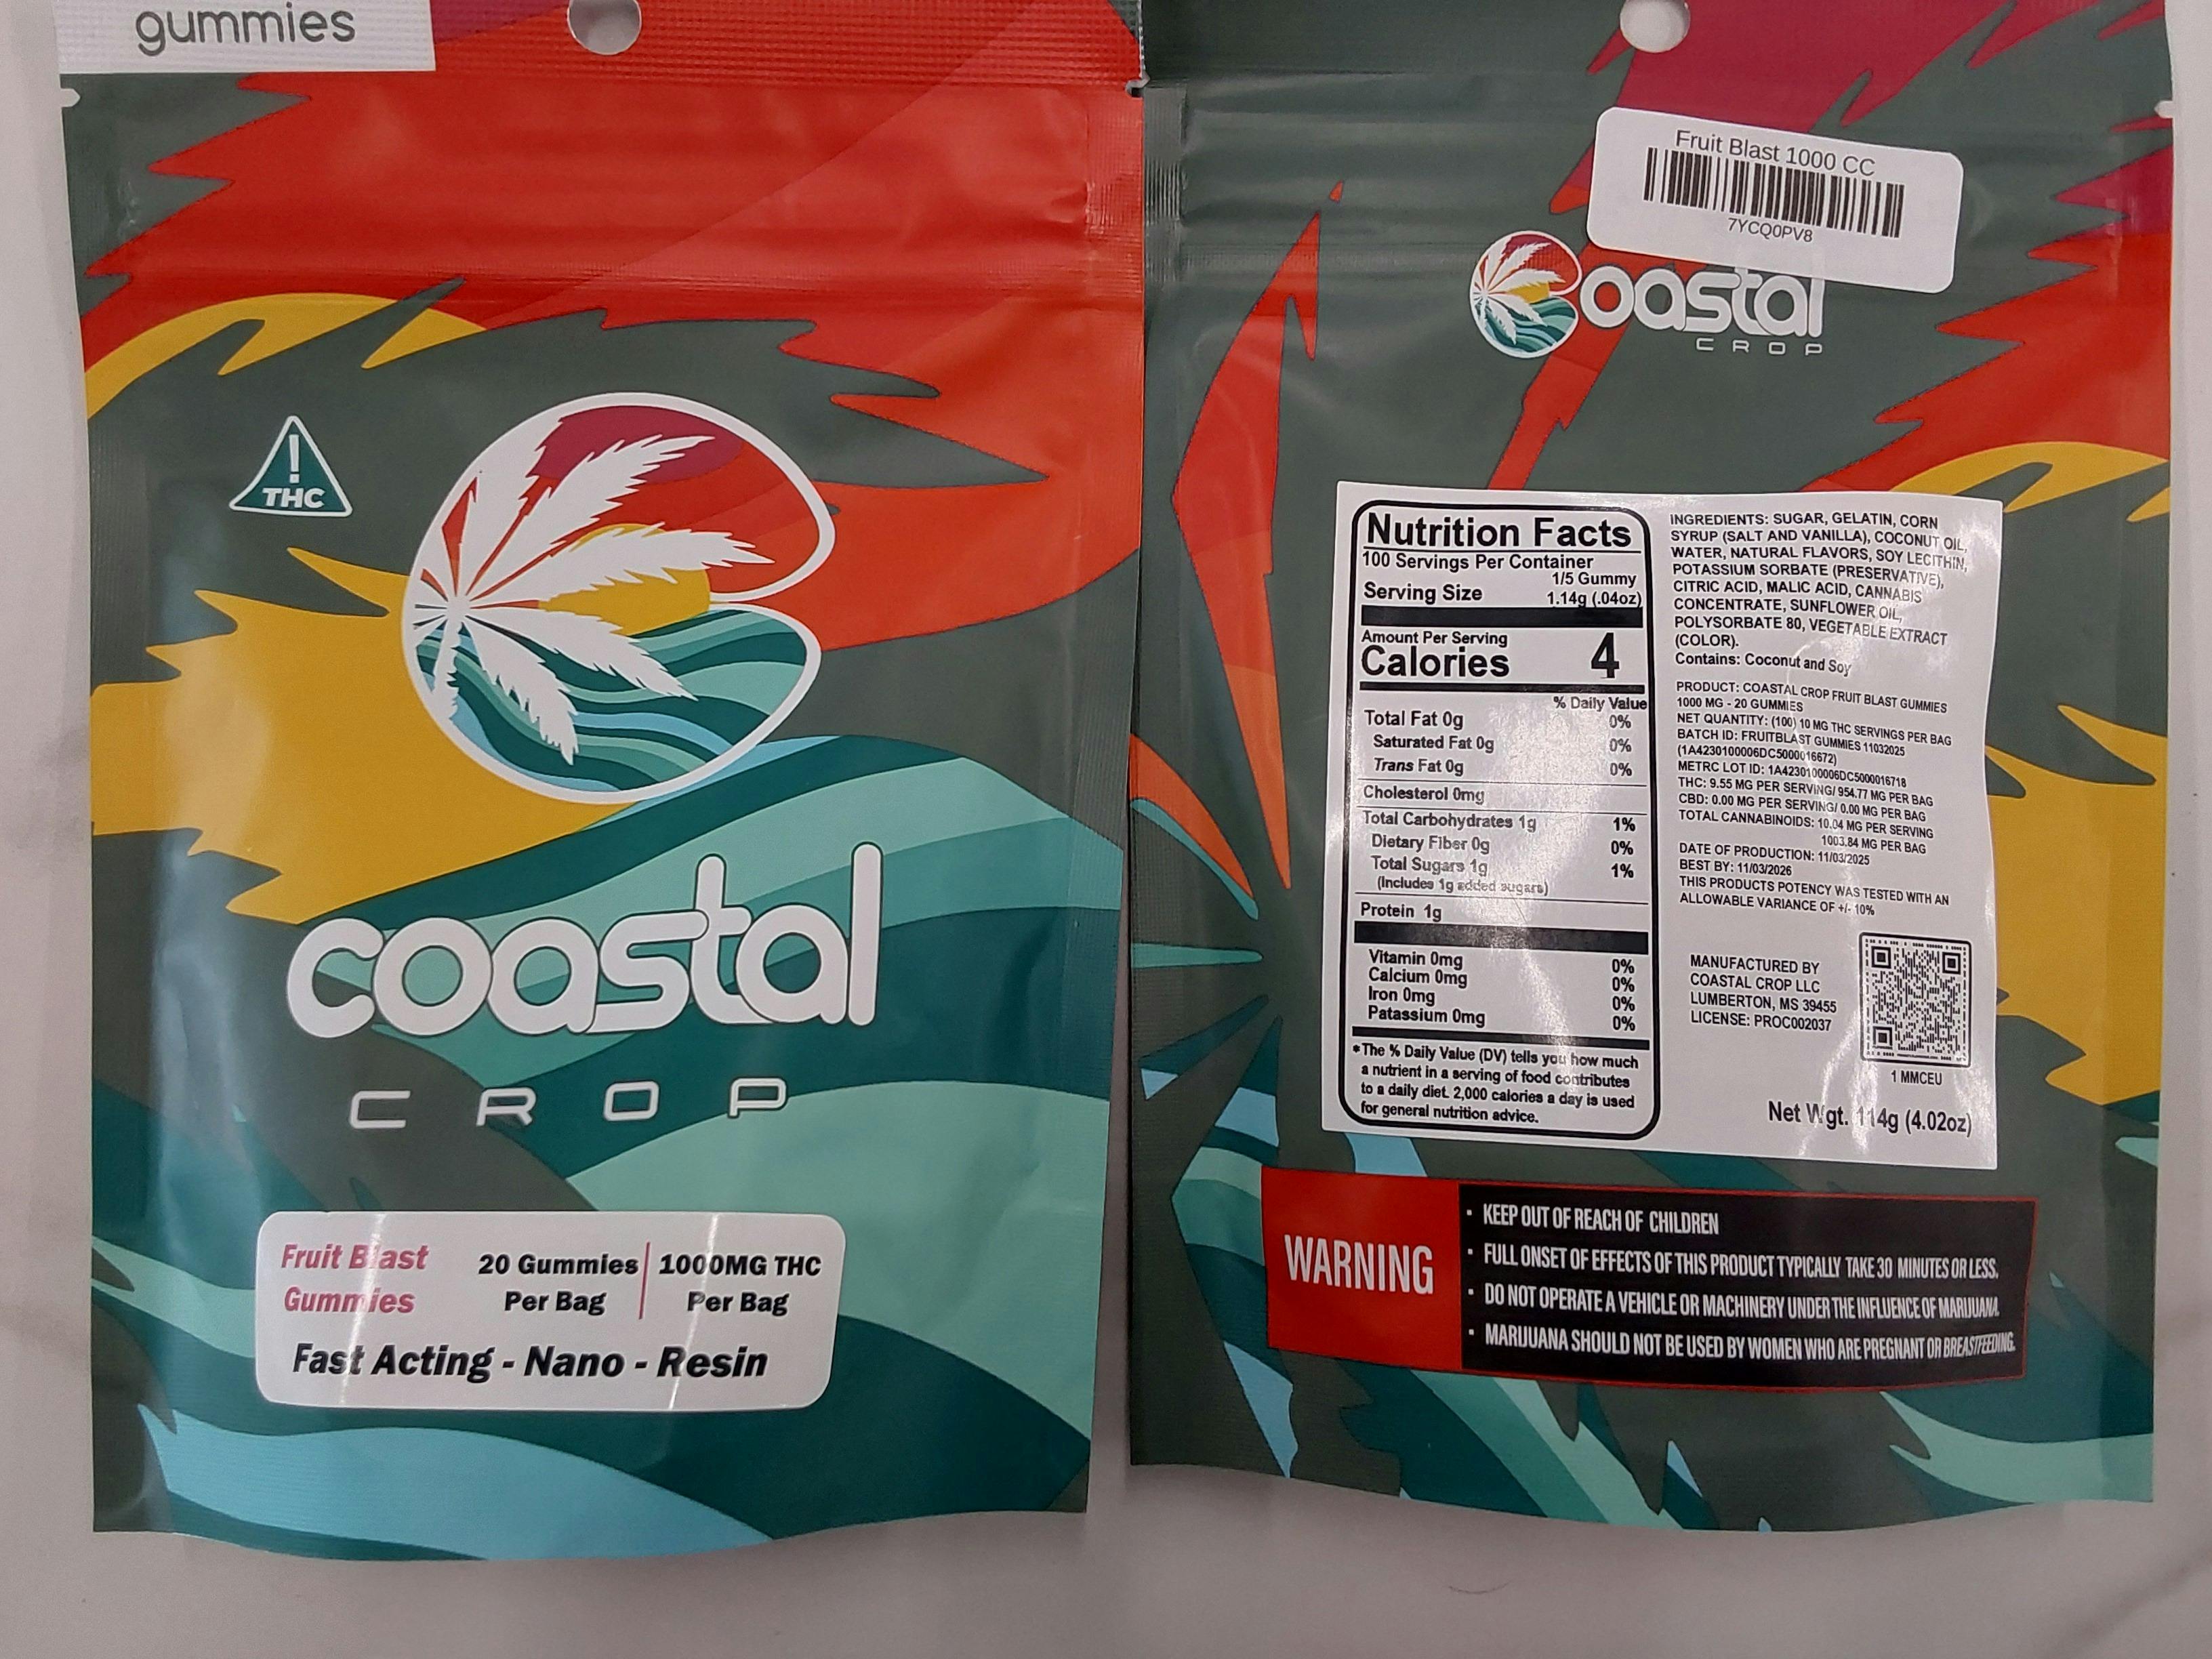 gummies
THC
coastal
CROP
Fruit Blast
Gummies
20 Gummies
Per Bag
1000MG THC
Per Bag
Fast Acting - Nano - Resin
Fruit Blast 1000 CC
7YCQ0PV8
Coastal
CROP
Nutrition Facts
100 Servings Per Container
Serving Size 1/5 Gummy
1.14g (.04oz)
Amount Per Serving
Calories 4
% Daily Value
Total Fat 0g 0%
Saturated Fat 0g 0%
Trans Fat 0g 0%
Cholesterol 0mg
Total Carbohydrates 1g 1%
Dietary Fiber 0g 0%
Total Sugars 1g 1%
(Includes 1g added sugars)
Protein 1g
Vitamin 0mg 0%
Calcium 0mg 0%
Iron 0mg 0%
Patassium 0mg 0%
*The % Daily Value (DV) tells you how much
a nutrient in a serving of food contributes
to a daily diet. 2,000 calories a day is used
for general nutrition advice.
INGREDIENTS: SUGAR, GELATIN, CORN
SYRUP (SALT AND VANILLA), COCONUT OIL,
WATER, NATURAL FLAVORS, SOY LECITHIN,
POTASSIUM SORBATE (PRESERVATIVE),
CITRIC ACID, MALIC ACID, CANNABIS
CONCENTRATE, SUNFLOWER OIL,
POLYSORBATE 80, VEGETABLE EXTRACT
(COLOR).
Contains: Coconut and Soy
PRODUCT: COASTAL CROP FRUIT BLAST GUMMIES
1000 MG - 20 GUMMIES
NET QUANTITY: (100) 10 MG THC SERVINGS PER BAG
BATCH ID: FRUITBLAST GUMMIES 11032025
(1A4230100006DC5000016672)
METRC LOT ID: 1A4230100006DC5000016718
THC: 9.55 MG PER SERVING/ 954.77 MG PER BAG
CBD: 0.00 MG PER SERVING/ 0.00 MG PER BAG
TOTAL CANNABINOIDS: 10.04 MG PER SERVING
1003.84 MG PER BAG
DATE OF PRODUCTION: 11/03/2025
BEST BY: 11/03/2026
THIS PRODUCTS POTENCY WAS TESTED WITH AN
ALLOWABLE VARIANCE OF +/- 10%
MANUFACTURED BY
COASTAL CROP LLC
LUMBERTON, MS 39455
LICENSE: PROC002037
1 MMCEU
Net Wgt. 114g (4.02oz)
WARNING
· KEEP OUT OF REACH OF CHILDREN
· FULL ONSET OF EFFECTS OF THIS PRODUCT TYPICALLY TAKE 30 MINUTES OR LESS.
· DO NOT OPERATE A VEHICLE OR MACHINERY UNDER THE INFLUENCE OF MARIJUANA.
· MARIJUANA SHOULD NOT BE USED BY WOMEN WHO ARE PREGNANT OR BREASTFEEDING.